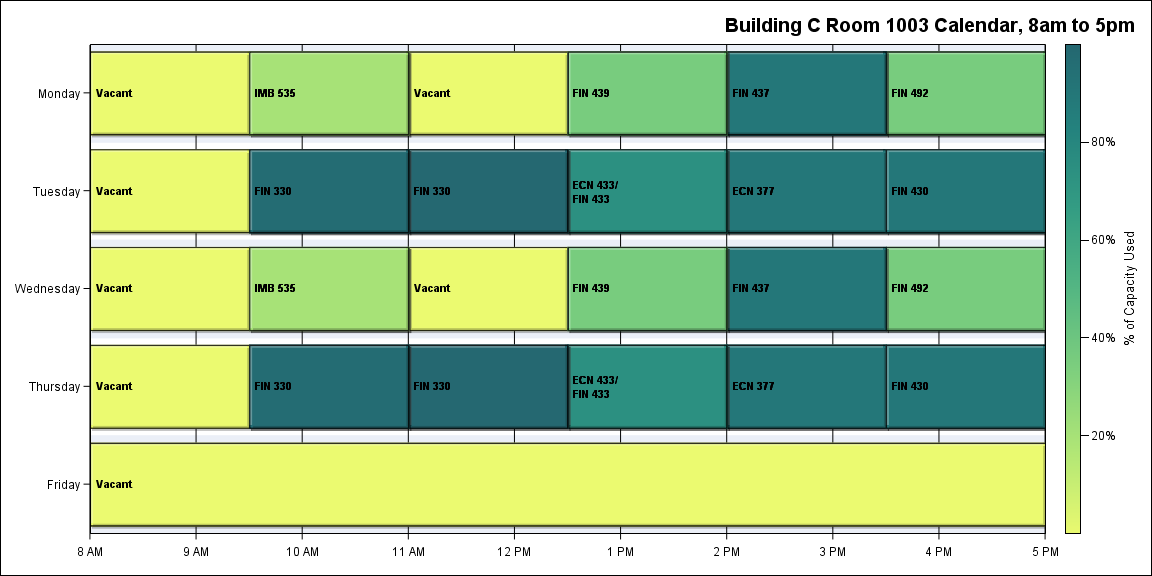 Building C Room 1003 Calendar, 8am to 5pm
Monday
Vacant
IMB 535
Vacant
FIN 439
FIN 437
FIN 492
Tuesday
Vacant
FIN 330
FIN 330
ECN 433/
FIN 433
ECN 377
FIN 430
Wednesday
Vacant
IMB 535
Vacant
FIN 439
FIN 437
FIN 492
Thursday
Vacant
FIN 330
FIN 330
ECN 433/
FIN 433
ECN 377
FIN 430
Friday
Vacant
8 AM
9 AM
10 AM
11 AM
12 PM
1 PM
2 PM
3 PM
4 PM
5 PM
80%
60%
40%
20%
% of Capacity Used